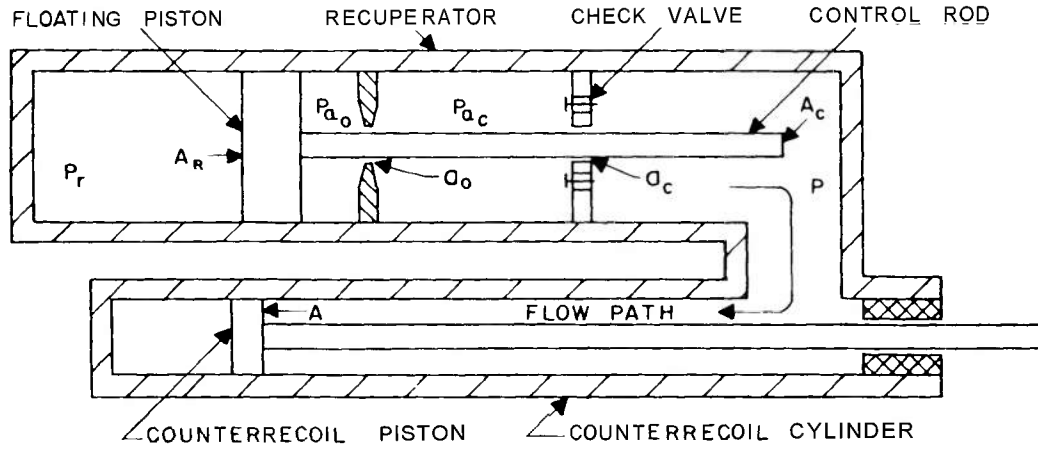 FLOATING PISTON
RECUPERATOR
CHECK VALVE
CONTROL ROD
Pao
Pac
Ac
AR
Pr
ao
ac
P
A
FLOW PATH
COUNTERRECOIL PISTON
COUNTERRECOIL CYLINDER